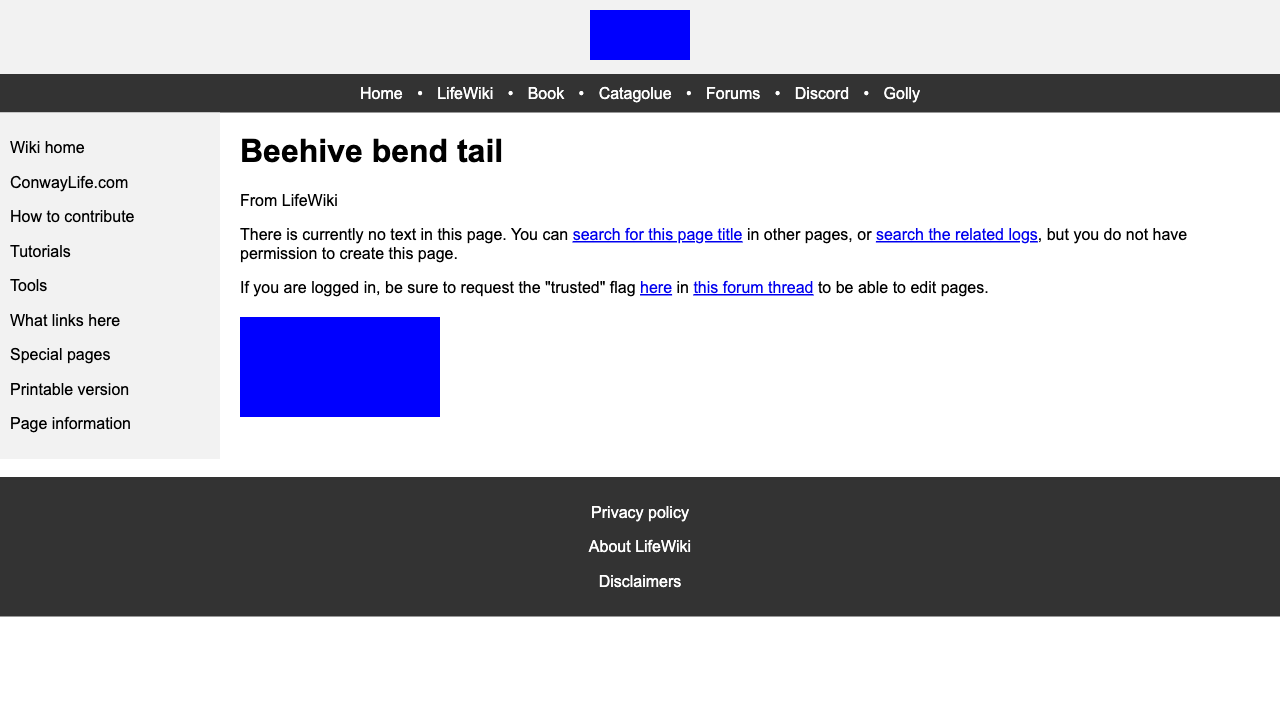 Home • LifeWiki • Book • Catagolue • Forums • Discord • Golly
Wiki home
ConwayLife.com
How to contribute
Tutorials
Tools
What links here
Special pages
Printable version
Page information
Beehive bend tail
From LifeWiki
There is currently no text in this page. You can search for this page title in other pages, or search the related logs, but you do not have
permission to create this page.
If you are logged in, be sure to request the "trusted" flag here in this forum thread to be able to edit pages.
Privacy policy
About LifeWiki
Disclaimers